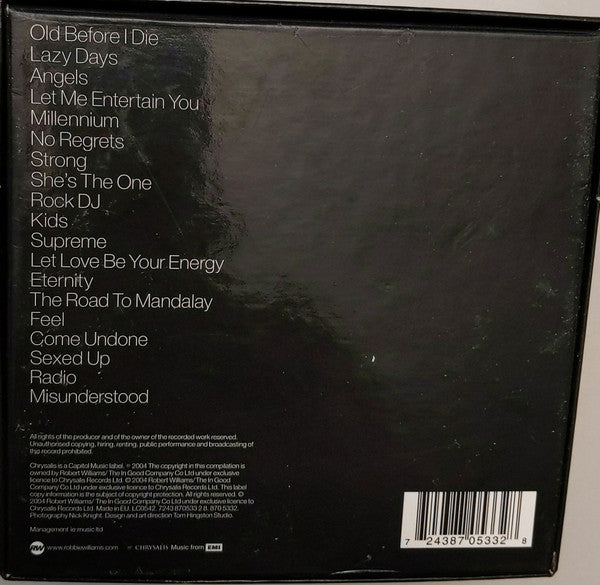 Old Before I Die
Lazy Days
Angels
Let Me Entertain You
Millennium
No Regrets
Strong
She's The One
Rock DJ
Kids
Supreme
Let Love Be Your Energy
Eternity
The Road To Mandalay
Feel
Come Undone
Sexed Up
Radio
Misunderstood
All rights of the producer and of the owner of the recorded work reserved.
Unauthorised copying, hiring, renting, public performance and broadcasting of
this record prohibited.
Chrysalis is a Capitol Music label. ℗ 2004 The copyright in this compilation is
owned by Robert Williams/The In Good Company Co Ltd under exclusive
licence to Chrysalis Records Ltd. © 2004 Robert Williams/The In Good
Company Co Ltd under exclusive licence to Chrysalis Records Ltd. This label
copy information is the subject of copyright protection. All rights reserved. ©
2004 Robert Williams/The In Good Company Co Ltd under exclusive licence to
Chrysalis Records Ltd. Made in EU. LC0542. 7243 8705332 8. 870 5332.
Photography Nick Knight. Design and art direction Tom Hingston Studio.
Management ie:music ltd
RW www.robbiewilliams.com CHRYSALIS Music from EMI
7 24387 05332 8